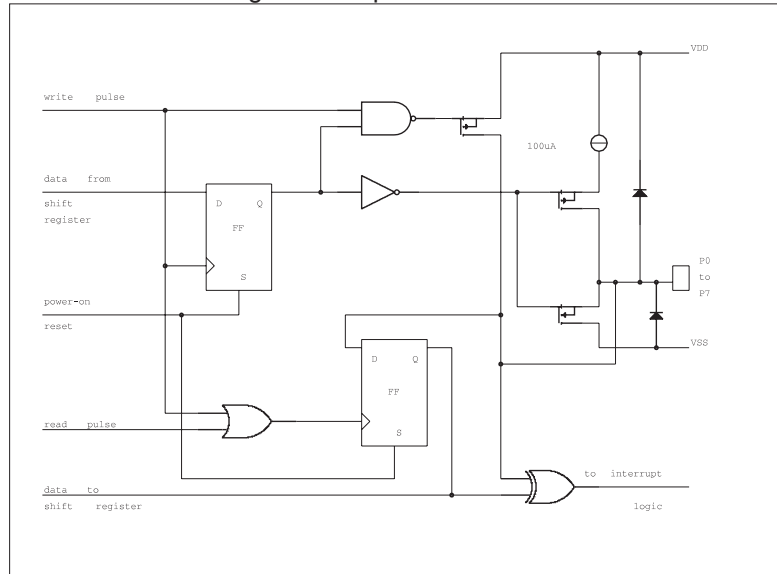 VDD
write pulse
100uA
data from
shift
register
D Q
FF
S
P0
to
P7
power-on
reset
VSS
D Q
FF
S
read pulse
to interrupt
logic
data to
shift register